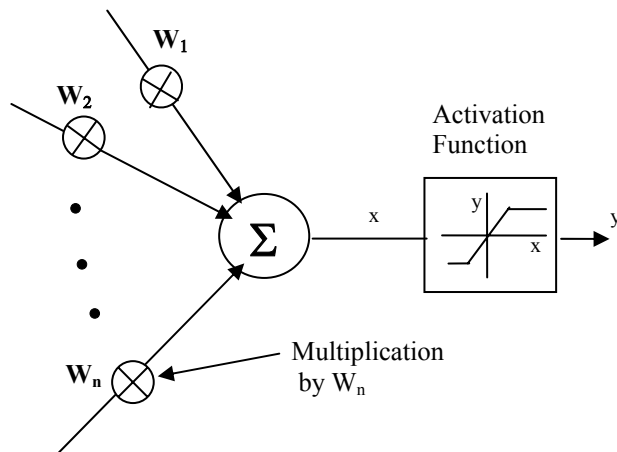 W₁
W₂
Activation
Function
Σ
x
y
x
y
Wₙ
Multiplication
by Wₙ